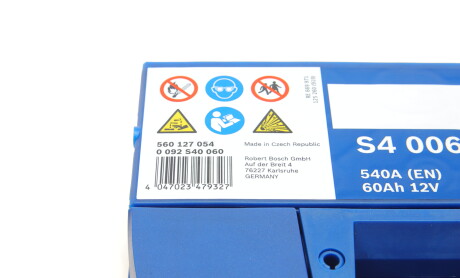 560 127 054
0 092 S40 060
4 047023 479327
Made in Czech Republic
Robert Bosch GmbH
Auf der Breit 4
76227 Karlsruhe
GERMANY
S4 006
540A (EN)
60Ah 12V